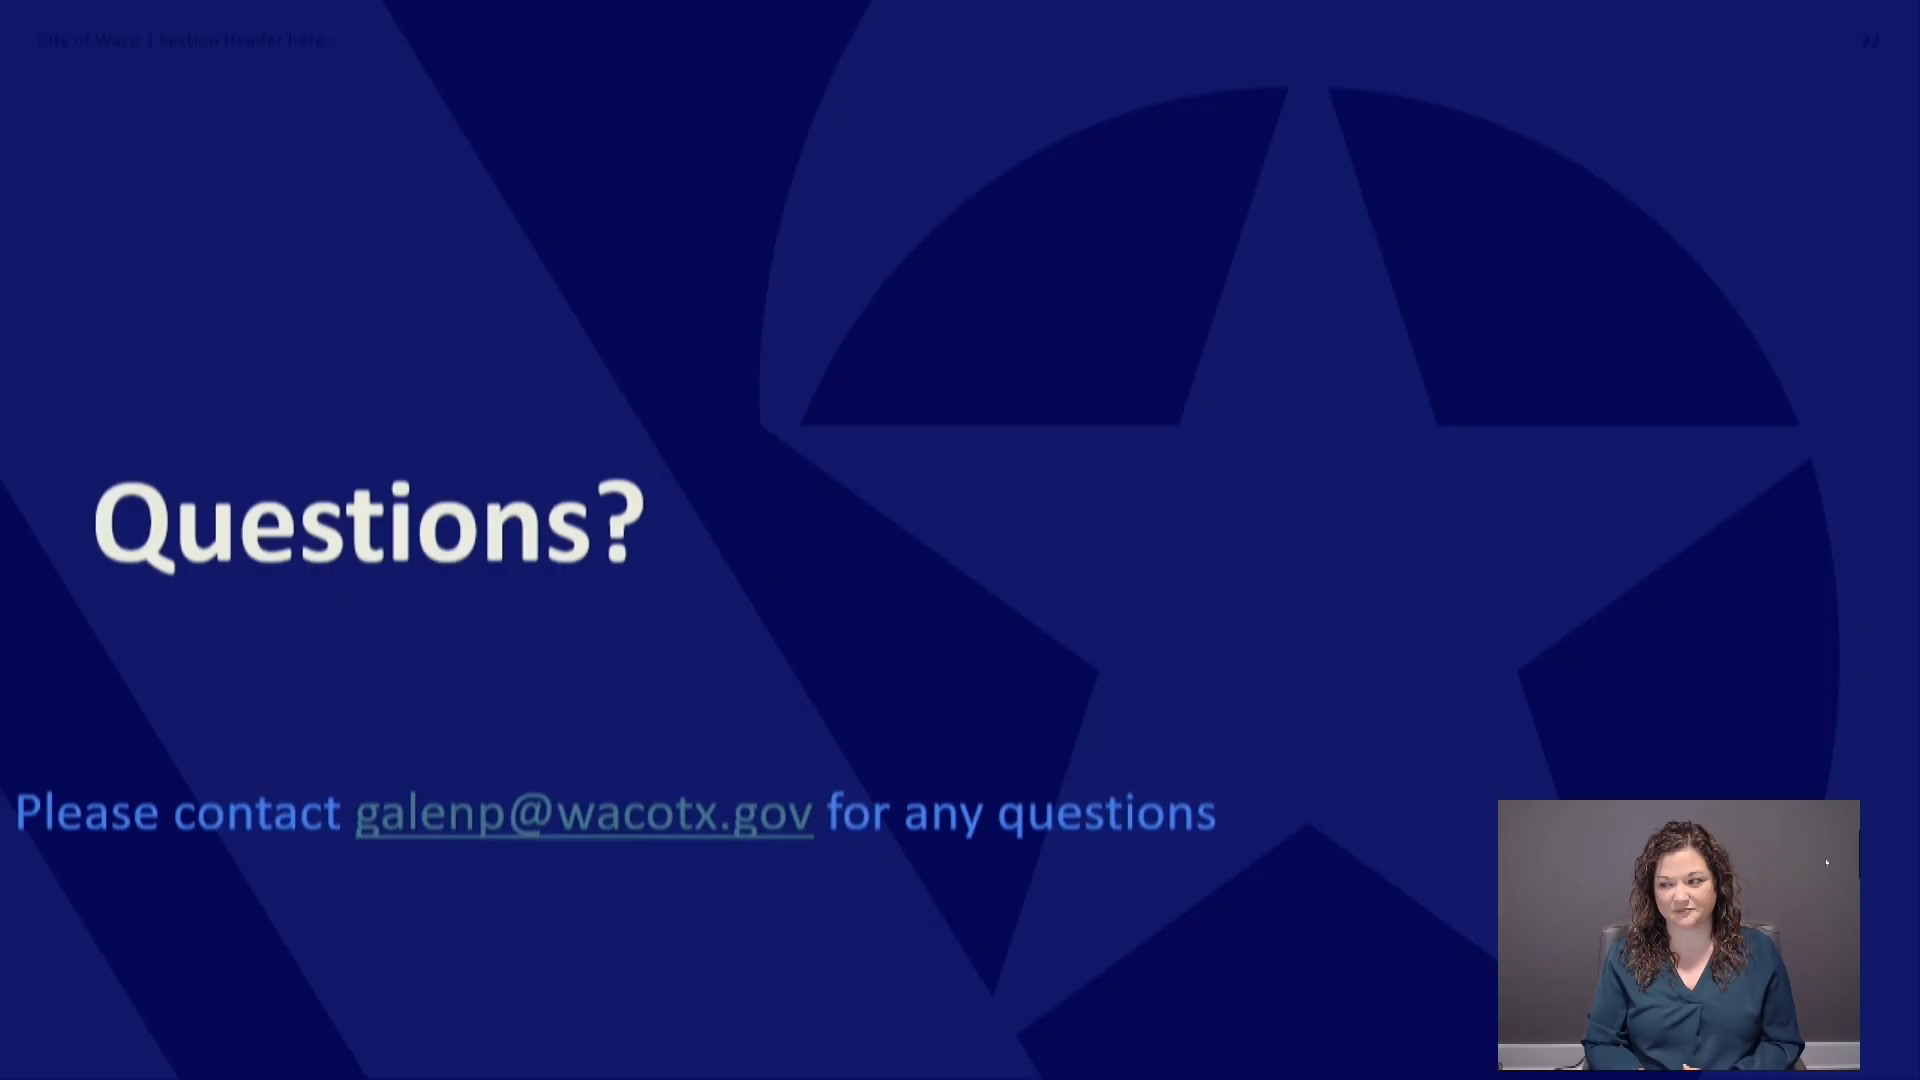 City of Waco | Section Header here
Questions?
Please contact galenp@wacotx.gov for any questions